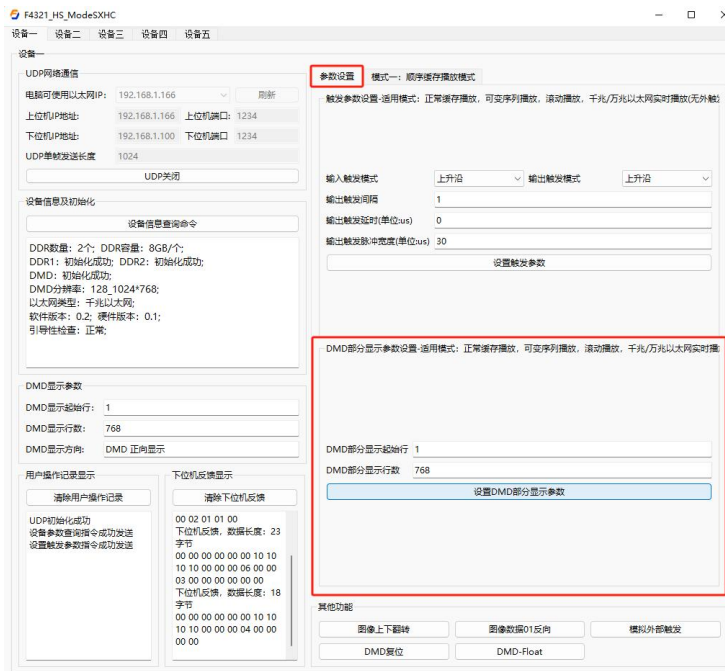 F4321_HS_ModeSXHC
设备一 设备二 设备三 设备四 设备五
设备一
UDP网络通信
电脑可使用以太网IP: 192.168.1.166 刷新
上位机IP地址: 192.168.1.166 上位机端口: 1234
下位机IP地址: 192.168.1.100 下位机端口 1234
UDP单帧发送长度 1024
UDP关闭
设备信息及初始化
设备信息查询命令
DDR数量：2个；DDR容量：8GB/个;
DDR1：初始化成功；DDR2：初始化成功;
DMD：初始化成功;
DMD分辨率：128_1024*768;
以太网类型：千兆以太网;
软件版本：0.2; 硬件版本：0.1;
引导性检查：正常;
DMD显示参数
DMD显示起始行: 1
DMD显示行数: 768
DMD显示方向: DMD 正向显示
用户操作记录显示
清除用户操作记录
UDP初始化成功
设备参数查询指令成功发送
设置触发参数指令成功发送
下位机反馈显示
清除下位机反馈
00 02 01 01 00
下位机反馈，数据长度：23
字节
00 00 00 00 00 00 10 10
10 10 00 00 00 06 00 00
03 00 00 00 00 00 00
下位机反馈，数据长度：18
字节
00 00 00 00 00 00 10 10
10 10 00 00 00 04 00 00
00 00
参数设置 模式一：顺序缓存播放模式
触发参数设置-适用模式：正常缓存播放，可变序列播放，滚动播放，千兆/万兆以太网实时播放(无外触
输入触发模式 上升沿 输出触发模式 上升沿
输出触发间隔 1
输出触发延时(单位:us) 0
输出触发脉冲宽度(单位:us) 30
设置触发参数
DMD部分显示参数设置-适用模式：正常缓存播放，可变序列播放，滚动播放，千兆/万兆以太网实时播
DMD部分显示起始行 1
DMD部分显示行数 768
设置DMD部分显示参数
其他功能
图像上下翻转 图像数据01反向 模拟外部触发
DMD复位 DMD-Float